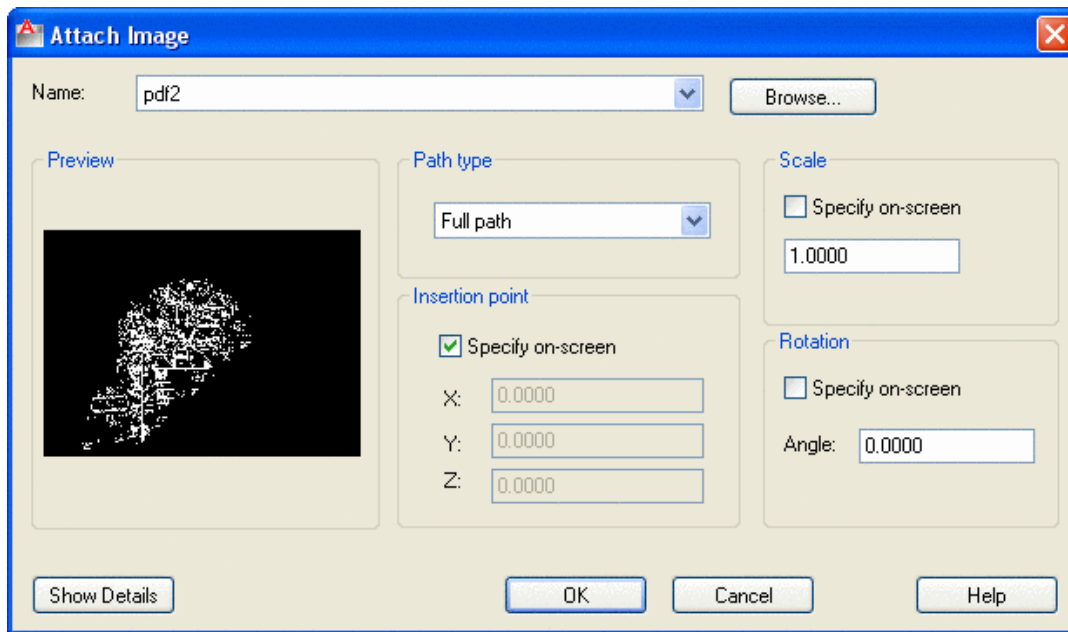 Attach Image
Name: pdf2 Browse...
Preview
Path type
Full path
Scale
Specify on-screen
1.0000
Insertion point
Specify on-screen
X: 0.0000
Y: 0.0000
Z: 0.0000
Rotation
Specify on-screen
Angle: 0.0000
Show Details OK Cancel Help